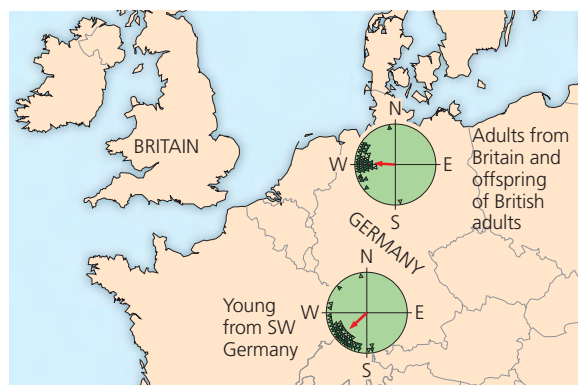 BRITAIN
N
W
E
S
Adults from
Britain and
offspring
of British
adults
GERMANY
N
W
E
S
Young
from SW
Germany